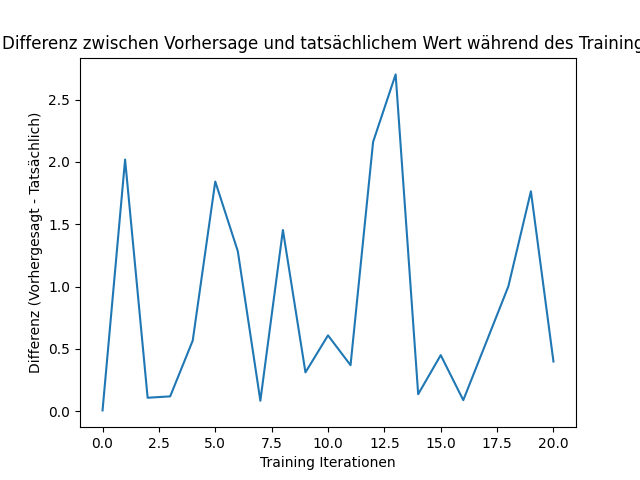 Differenz zwischen Vorhersage und tatsächlichem Wert während des Training
2.5
2.0
1.5
1.0
0.5
0.0
Differenz (Vorhergesagt - Tatsächlich)
0.0 2.5 5.0 7.5 10.0 12.5 15.0 17.5 20.0
Training Iterationen